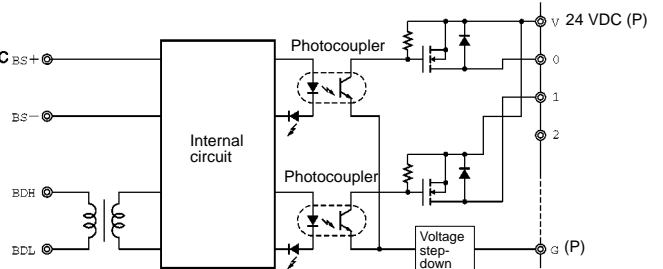 V 24 VDC (P)
Photocoupler
C BS+
0
1
BS−
Internal
circuit
2
Photocoupler
BDH
Voltage
step-
down
BDL
G (P)